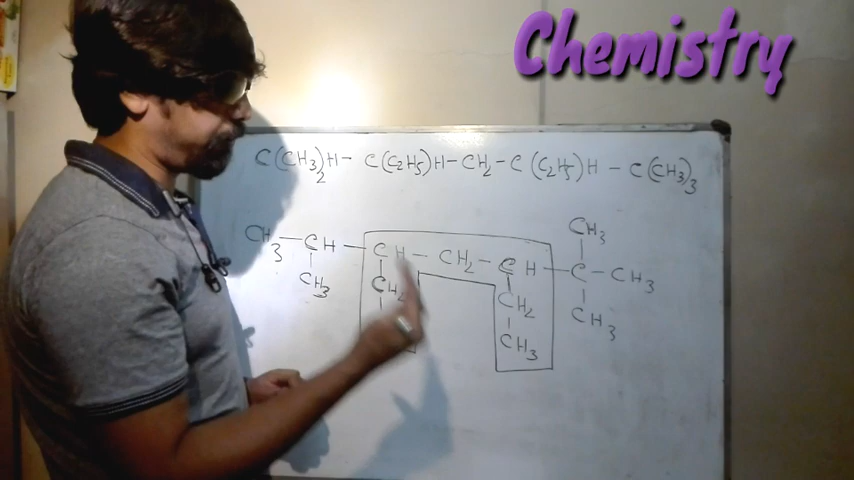 Chemistry
C(CH3)2H - C(C2H5)H - CH2 - C(C2H5)H - C(CH3)3
CH3
CH3 - CH - CH - CH2 - CH - C - CH3
CH3 CH2 CH2 CH3
CH3